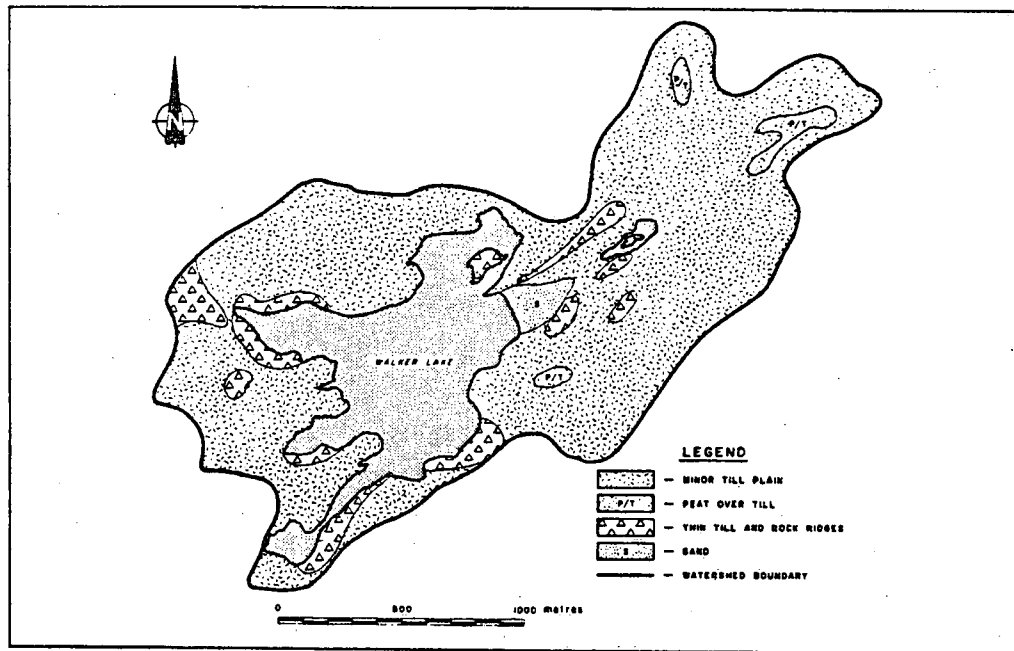 N
P/T
P/T
S
WALKER LAKE
P/T
LEGEND
— MINOR TILL PLAIN
P/T — PEAT OVER TILL
— THIN TILL AND ROCK RIDGES
S — SAND
— WATERSHED BOUNDARY
0 500 1000 metres